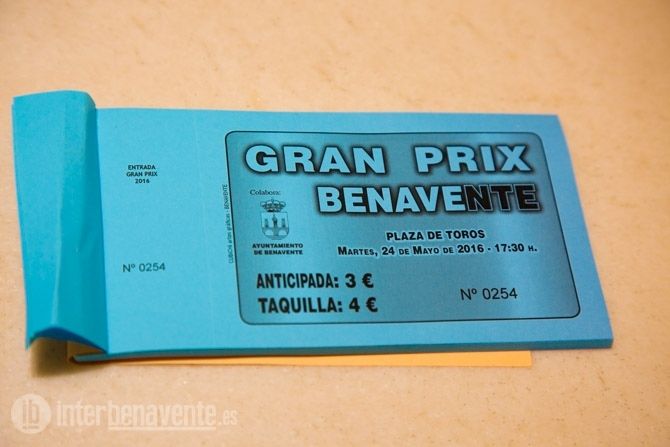 ENTRADA
GRAN PRIX
2016
Nº 0254
GRAN PRIX
BENAVENTE
Colabora:
AYUNTAMIENTO
DE BENAVENTE
PLAZA DE TOROS
MARTES, 24 DE MAYO DE 2016 - 17:30 H.
ANTICIPADA: 3 €
TAQUILLA: 4 €
Nº 0254
ib interbenavente.es